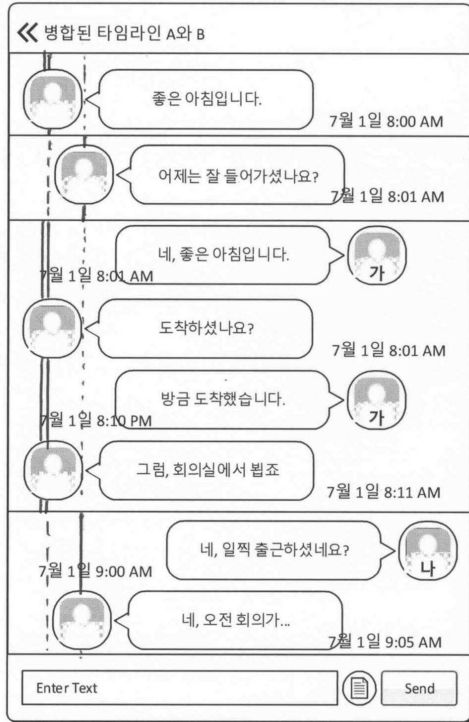 병합된 타임라인 A와 B
좋은 아침입니다.
7월 1일 8:00 AM
어제는 잘 들어가셨나요?
7월 1일 8:01 AM
네, 좋은 아침입니다.
가
7월 1일 8:01 AM
도착하셨나요?
7월 1일 8:01 AM
방금 도착했습니다.
가
7월 1일 8:10 PM
그럼, 회의실에서 뵙죠
7월 1일 8:11 AM
네, 일찍 출근하셨네요?
나
7월 1일 9:00 AM
네, 오전 회의가...
7월 1일 9:05 AM
Enter Text
Send